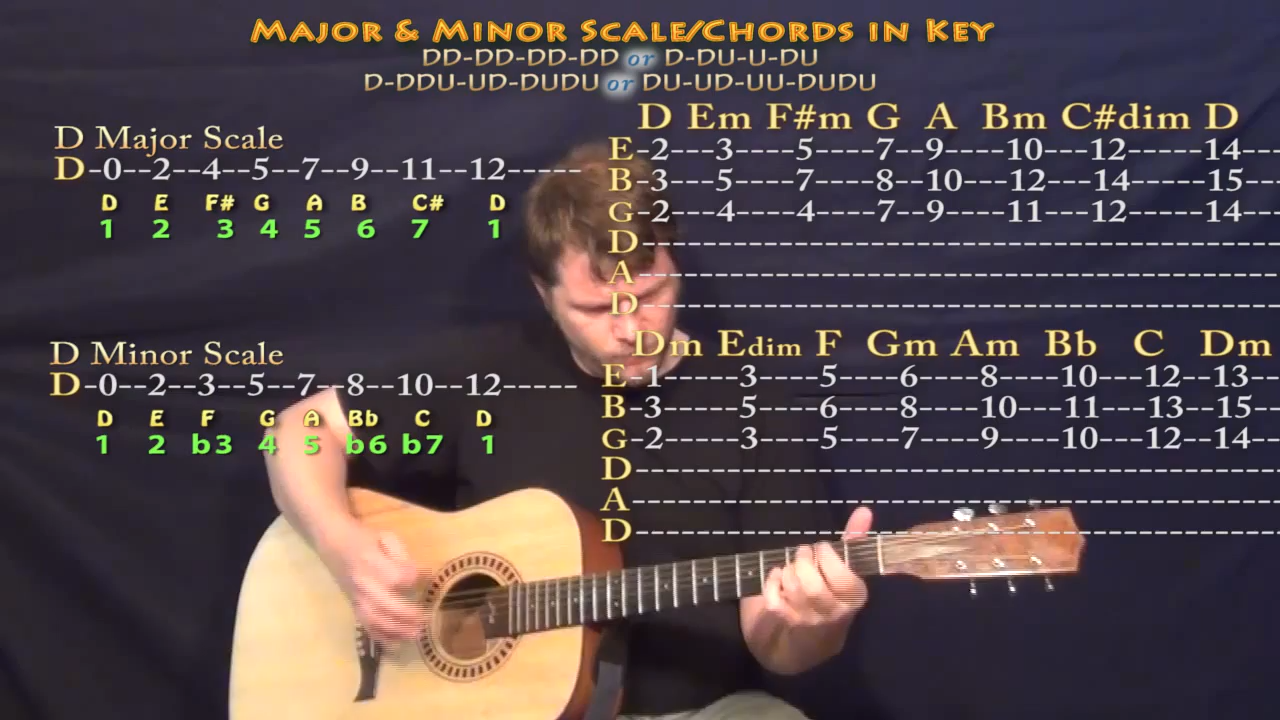 Major & Minor Scale/Chords in Key
DD-DD-DD-DD or D-DU-U-DU
D-DDU-UD-DUDU or DU-UD-UU-DUDU
D Major Scale
D-0--2--4--5--7--9--11--12-----
D E F# G A B C# D
1 2 3 4 5 6 7 1
D Minor Scale
D-0--2--3--5--7--8--10--12-----
D E F G A Bb C D
1 2 b3 4 5 b6 b7 1
D Em F#m G A Bm C#dim D
E-2---3----5----7--9----10---12-----14---
B-3---5----7----8--10---12---14-----15---
G-2---4----4----7--9----11---12-----14---
D----------------------------------------
A----------------------------------------
D----------------------------------------
Dm Edim F Gm Am Bb C Dm
E-1-----3-----5----6-----8-----10----12--13--
B-3-----5-----6----8-----10----11----13--15--
G-2-----3-----5----7-----9-----10----12--14--
D----------------------------------------
A----------------------------------------
D----------------------------------------